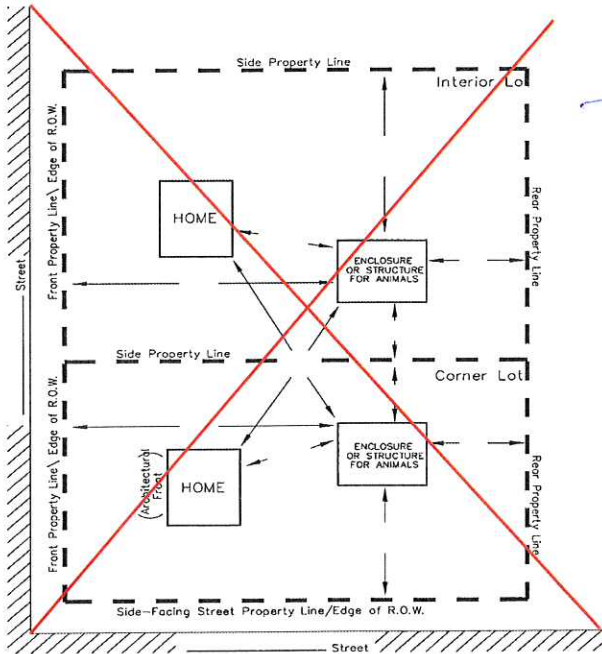 Side Property Line
Interior Lo
Front Property Line\ Edge of R.O.W.
HOME
ENCLOSURE
OR STRUCTURE
FOR ANIMALS
Rear Property Line
Street
Side Property Line
Corner Lot
Front Property Line\ Edge of R.O.W.
(Architectural
Front)
HOME
ENCLOSURE
OR STRUCTURE
FOR ANIMALS
Rear Property Line
Side-Facing Street Property Line/Edge of R.O.W.
Street